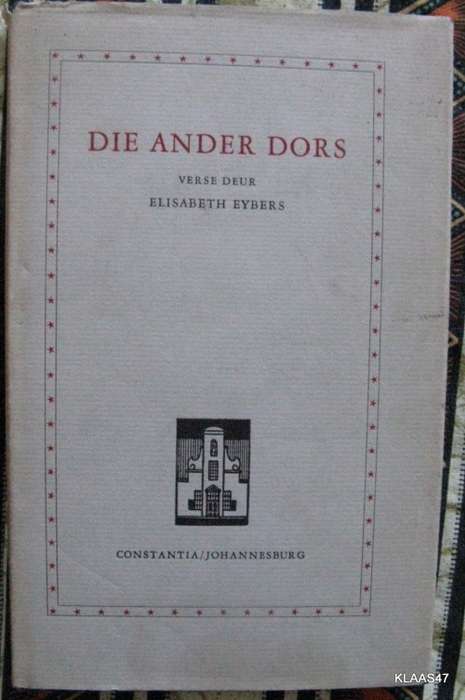 DIE ANDER DORS
VERSE DEUR
ELISABETH EYBERS
CONSTANTIA/JOHANNESBURG
KLAAS47